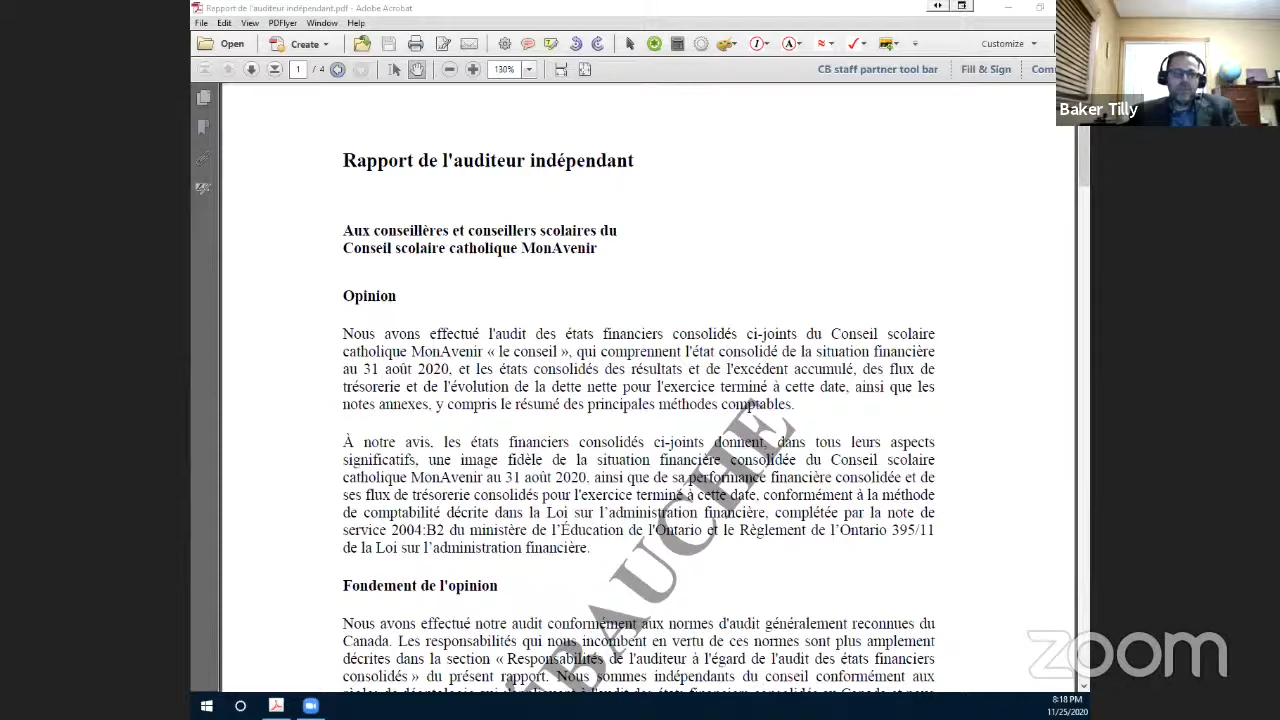 Rapport de l'auditeur indépendant.pdf - Adobe Acrobat
File Edit View PDFlyer Window Help
Open Create Customize
1 / 4 130% CB staff partner tool bar Fill & Sign
Baker Tilly
Rapport de l'auditeur indépendant
Aux conseillères et conseillers scolaires du
Conseil scolaire catholique MonAvenir
Opinion
Nous avons effectué l'audit des états financiers consolidés ci-joints du Conseil scolaire
catholique MonAvenir « le conseil », qui comprennent l'état consolidé de la situation financière
au 31 août 2020, et les états consolidés des résultats et de l'excédent accumulé, des flux de
trésorerie et de l'évolution de la dette nette pour l'exercice terminé à cette date, ainsi que les
notes annexes, y compris le résumé des principales méthodes comptables.
À notre avis, les états financiers consolidés ci-joints donnent, dans tous leurs aspects
significatifs, une image fidèle de la situation financière consolidée du Conseil scolaire
catholique MonAvenir au 31 août 2020, ainsi que de sa performance financière consolidée et de
ses flux de trésorerie consolidés pour l'exercice terminé à cette date, conformément à la méthode
de comptabilité décrite dans la Loi sur l’administration financière, complétée par la note de
service 2004:B2 du ministère de l’Éducation de l'Ontario et le Règlement de l’Ontario 395/11
de la Loi sur l’administration financière.
Fondement de l'opinion
Nous avons effectué notre audit conformément aux normes d'audit généralement reconnues du
Canada. Les responsabilités qui nous incombent en vertu de ces normes sont plus amplement
décrites dans la section « Responsabilités de l'auditeur à l'égard de l'audit des états financiers
consolidés » du présent rapport. Nous sommes indépendants du conseil conformément aux
BAUCHE
zoom
8:18 PM
11/25/2020